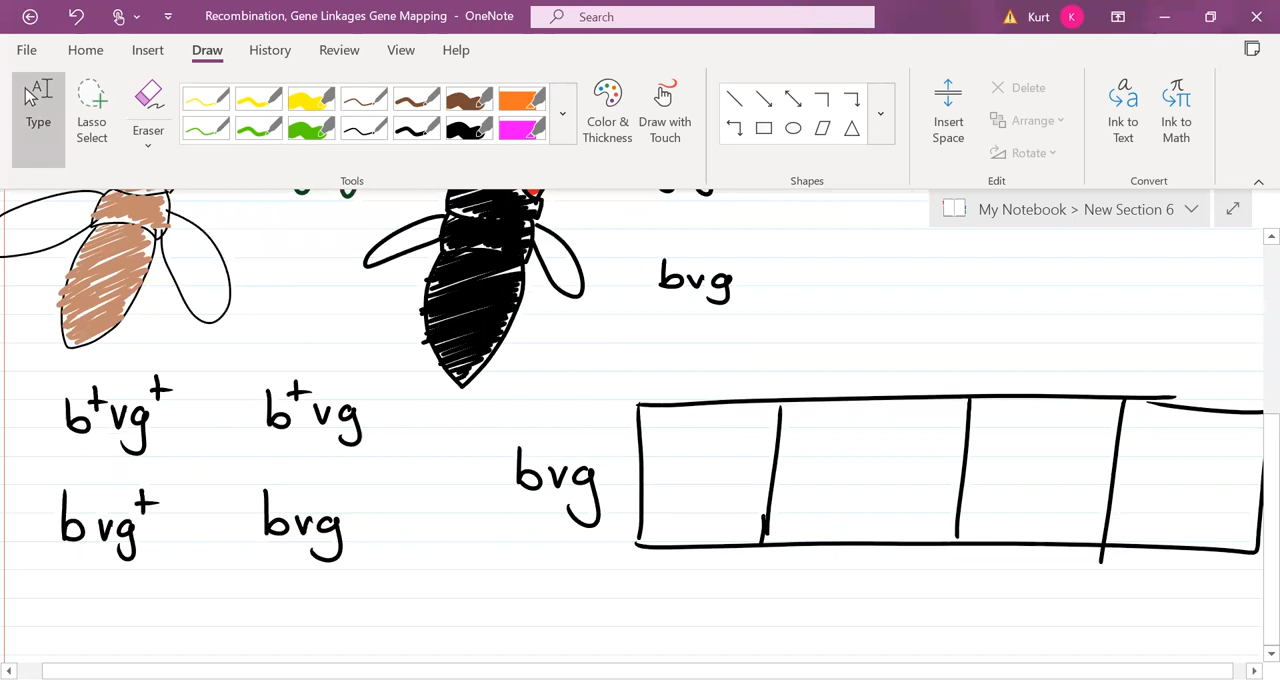 Recombination, Gene Linkages Gene Mapping - OneNote
Search
Kurt
K
File
Home
Insert
Draw
History
Review
View
Help
Type
Lasso
Select
Eraser
Color &
Thickness
Draw with
Touch
Insert
Space
Delete
Arrange
Rotate
Ink to
Text
Ink to
Math
Tools
Shapes
Edit
Convert
My Notebook > New Section 6
bvg
b+vg+
b+vg
bvg
bvg+
bvg